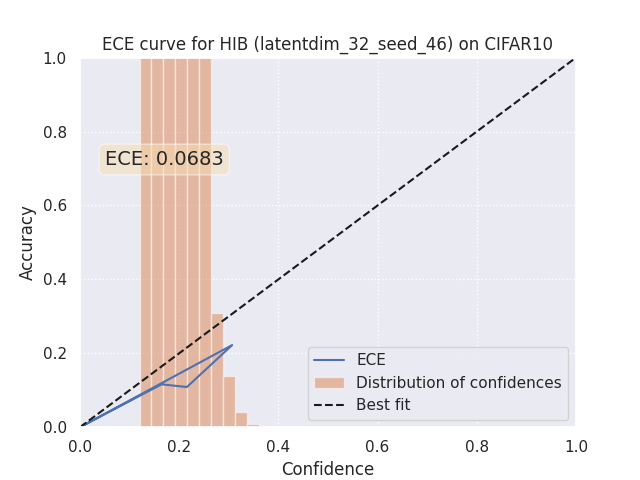 ECE curve for HIB (latentdim_32_seed_46) on CIFAR10
1.0
0.8
ECE: 0.0683
0.6
Accuracy
0.4
0.2
ECE
Distribution of confidences
Best fit
0.0
0.0 0.2 0.4 0.6 0.8 1.0
Confidence